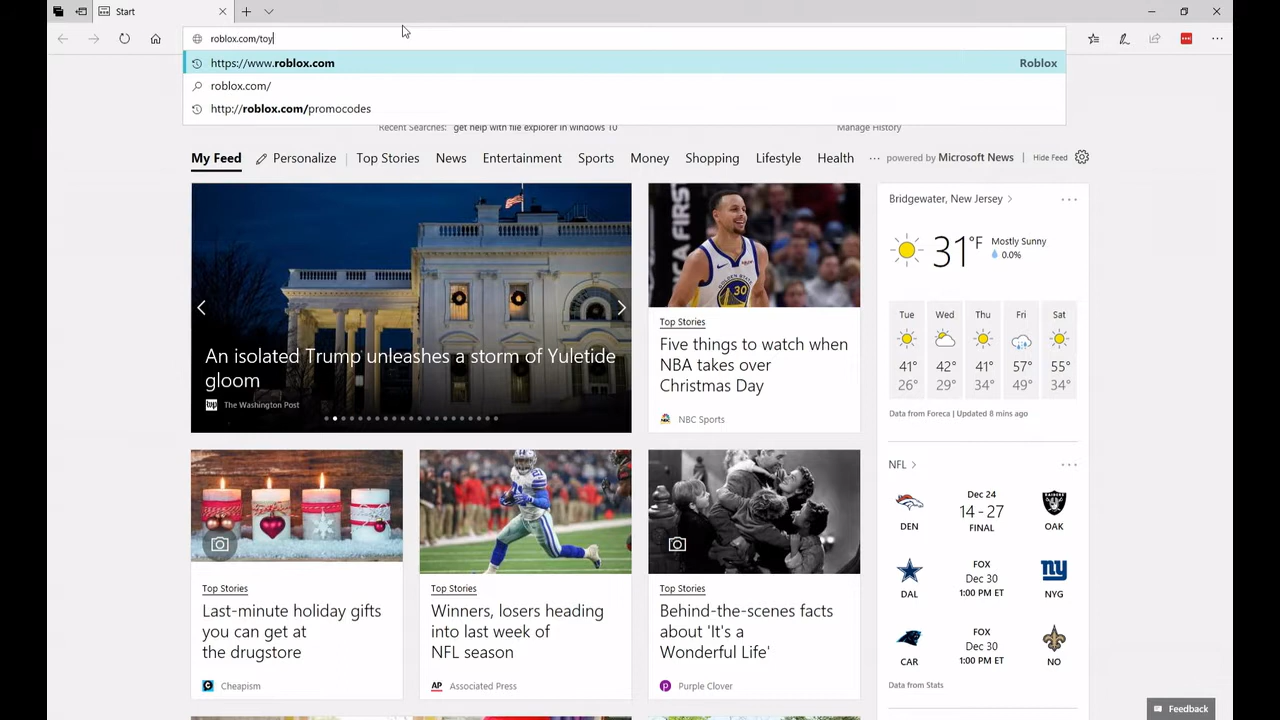 Start
roblox.com/toy
https://www.roblox.com
Roblox
roblox.com/
http://roblox.com/promocodes
Recent Searches: get help with file explorer in windows 10
Manage History
My Feed
Personalize
Top Stories
News
Entertainment
Sports
Money
Shopping
Lifestyle
Health
powered by Microsoft News
Hide Feed
An isolated Trump unleashes a storm of Yuletide
gloom
wp
The Washington Post
GOLDEN STATE
30
Top Stories
Five things to watch when
NBA takes over
Christmas Day
NBC Sports
Bridgewater, New Jersey
31°F
Mostly Sunny
0.0%
Tue Wed Thu Fri Sat
41° 42° 41° 57° 55°
26° 29° 34° 49° 34°
Data from Foreca | Updated 8 mins ago
Top Stories
Last-minute holiday gifts
you can get at
the drugstore
Cheapism
Top Stories
Winners, losers heading
into last week of
NFL season
AP
Associated Press
Top Stories
Behind-the-scenes facts
about 'It's a
Wonderful Life'
Purple Clover
NFL
Dec 24
14 - 27
FINAL
DEN
OAK
FOX
Dec 30
1:00 PM ET
DAL
ny
NYG
FOX
Dec 30
1:00 PM ET
CAR
NO
Data from Stats
Feedback